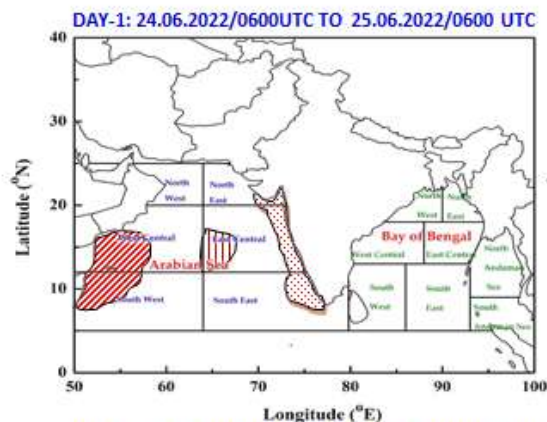 DAY-1: 24.06.2022/0600UTC TO 25.06.2022/0600 UTC
40
30
20
10
0
Latitude (°N)
North
West
North
East
West Central
East Central
Arabian Sea
South West
South East
North
West
North
East
Bay of Bengal
West Central
East Central
South
West
South
East
North
Andaman
Sea
South
Andaman Sea
50 60 70 80 90 100
Longitude (°E)